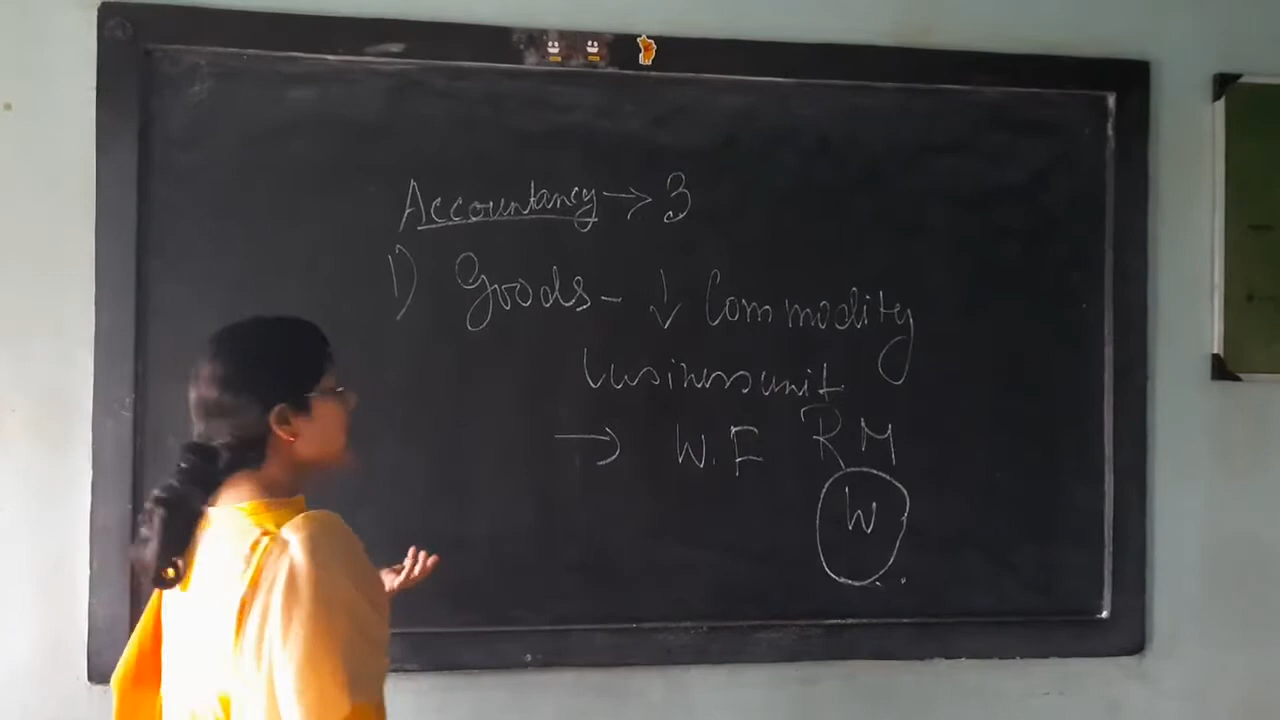 Accountancy → 3
1) Goods - ↓ Commodity
businessunit
→ W.F RM
W